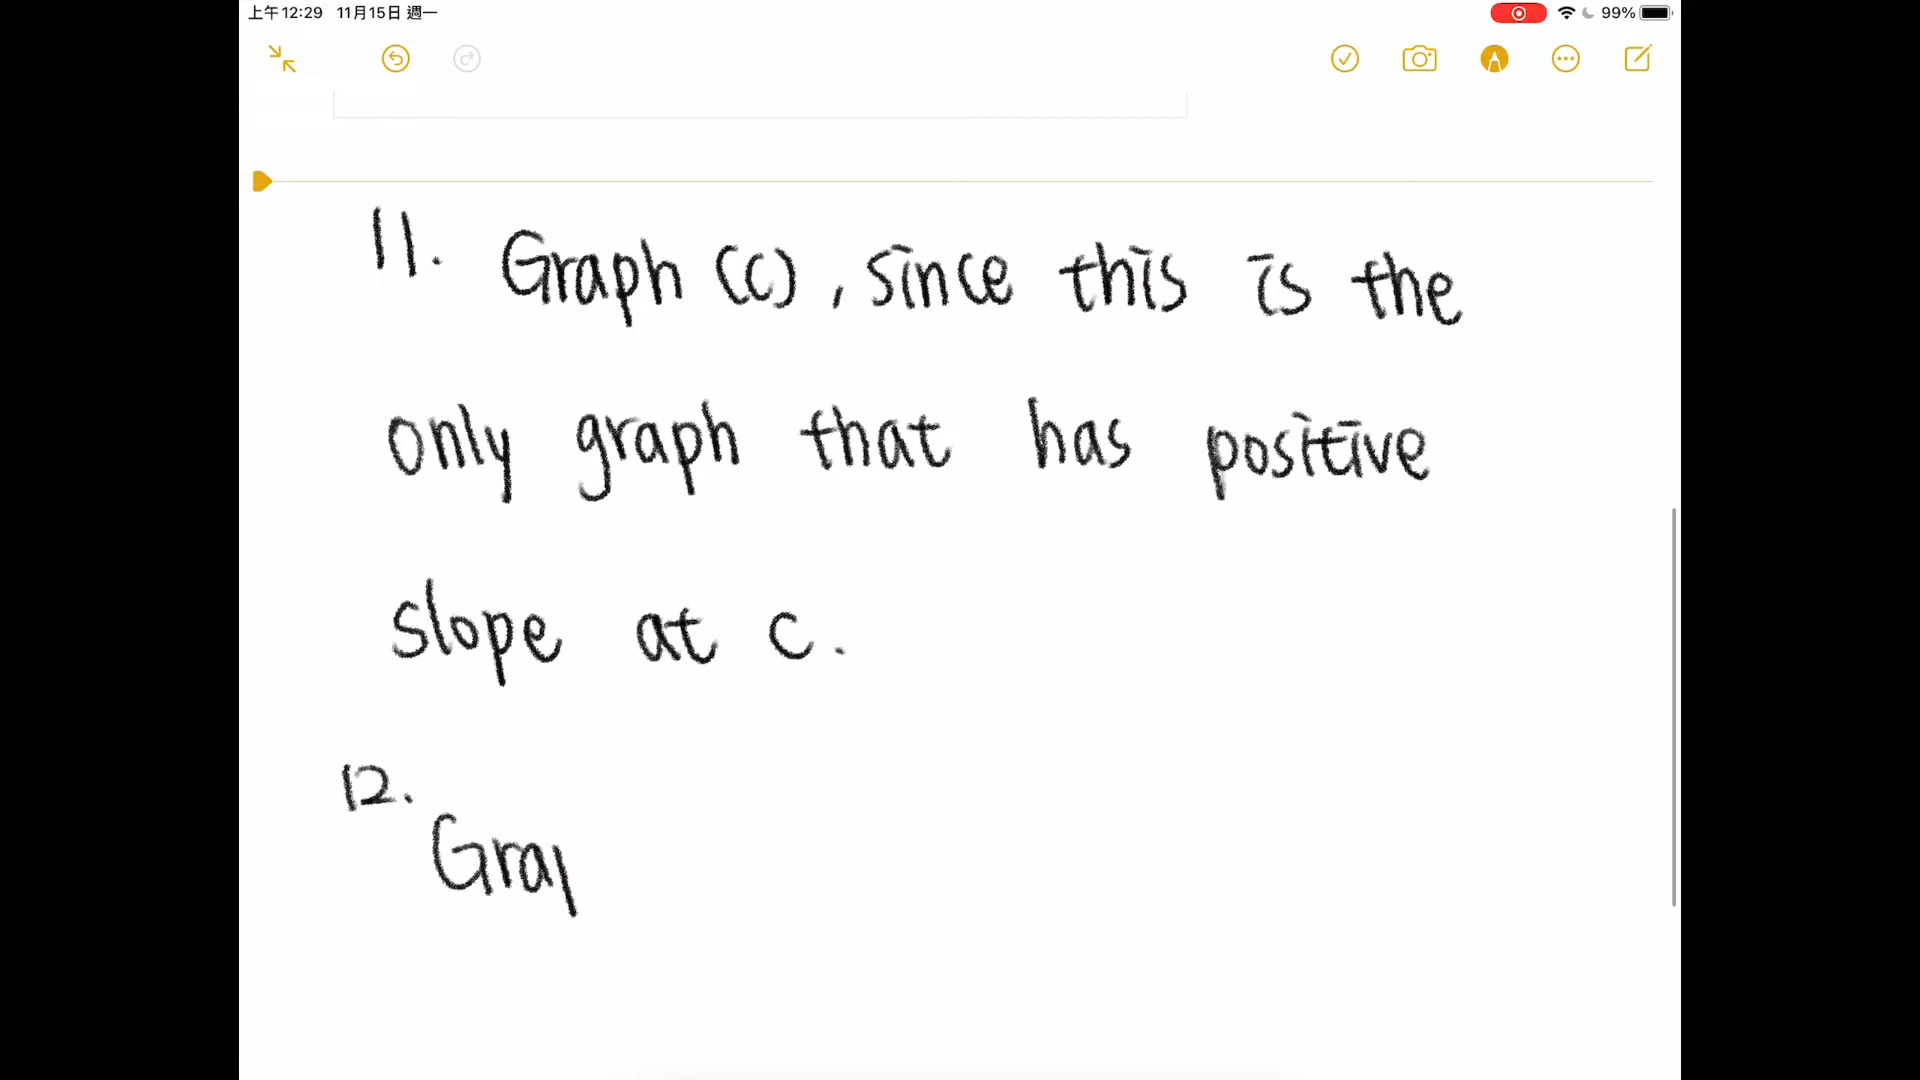 上午12:29 11月15日 週一 99%
11. Graph (c), since this is the
only graph that has positive
slope at c.
12.
Grap